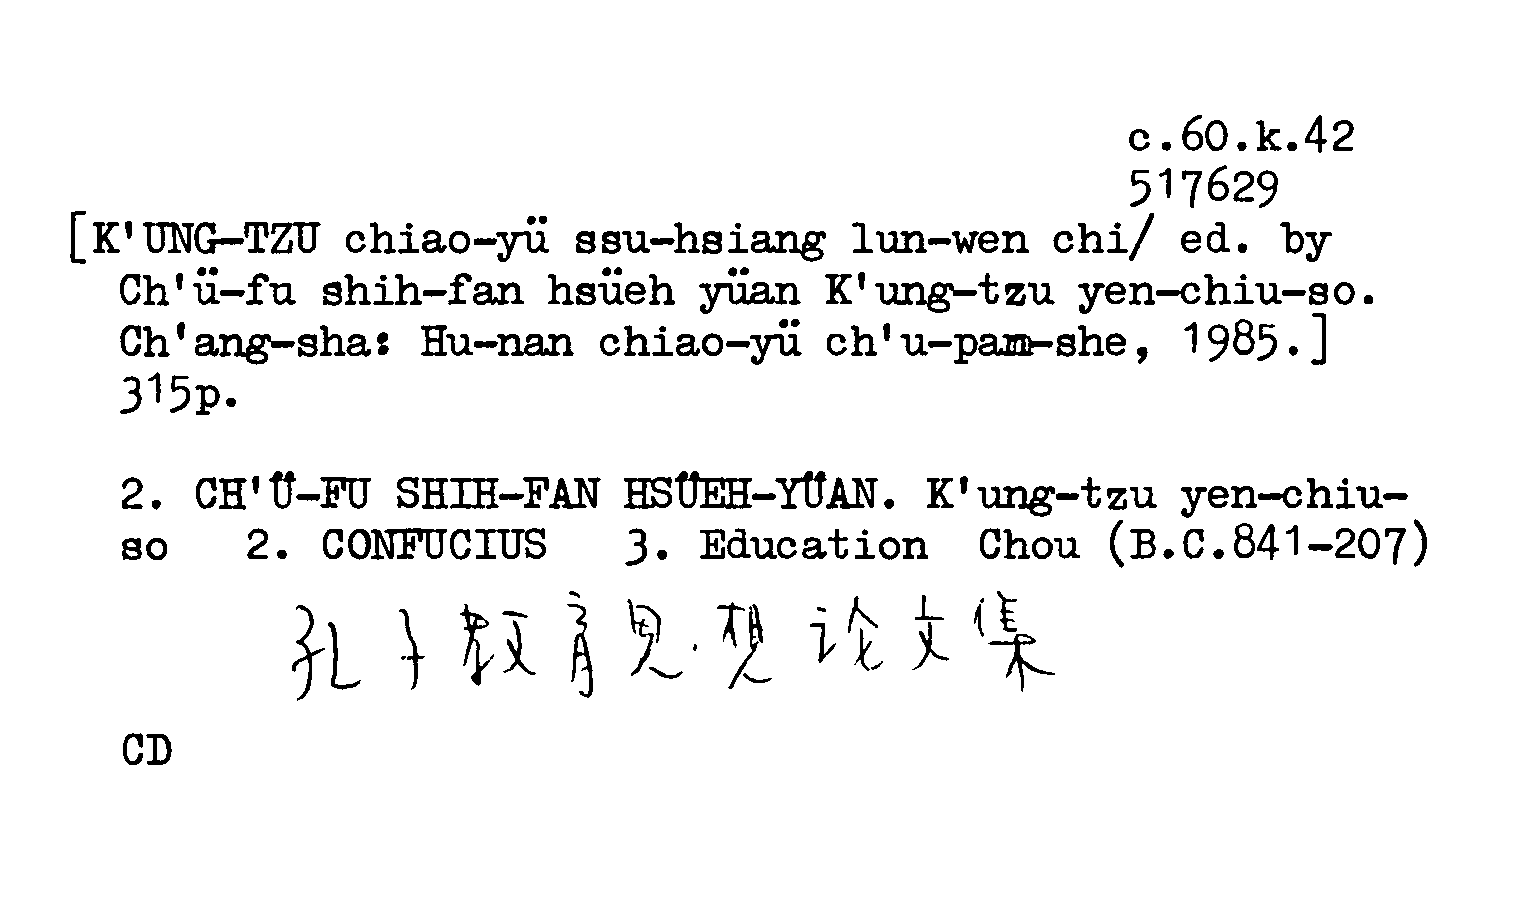 c.60.k.42
517629
[K'UNG-TZU chiao-yü ssu-hsiang lun-wen chi/ ed. by
Ch'ü-fu shih-fan hsüeh yüan K'ung-tzu yen-chiu-so.
Ch'ang-sha: Hu-nan chiao-yü ch'u-pan-she, 1985.]
315p.
2. CH'Ü-FU SHIH-FAN HSÜEH-YÜAN. K'ung-tzu yen-chiu-
so 2. CONFUCIUS 3. Education Chou (B.C.841-207)
孔子教育思想论文集
CD